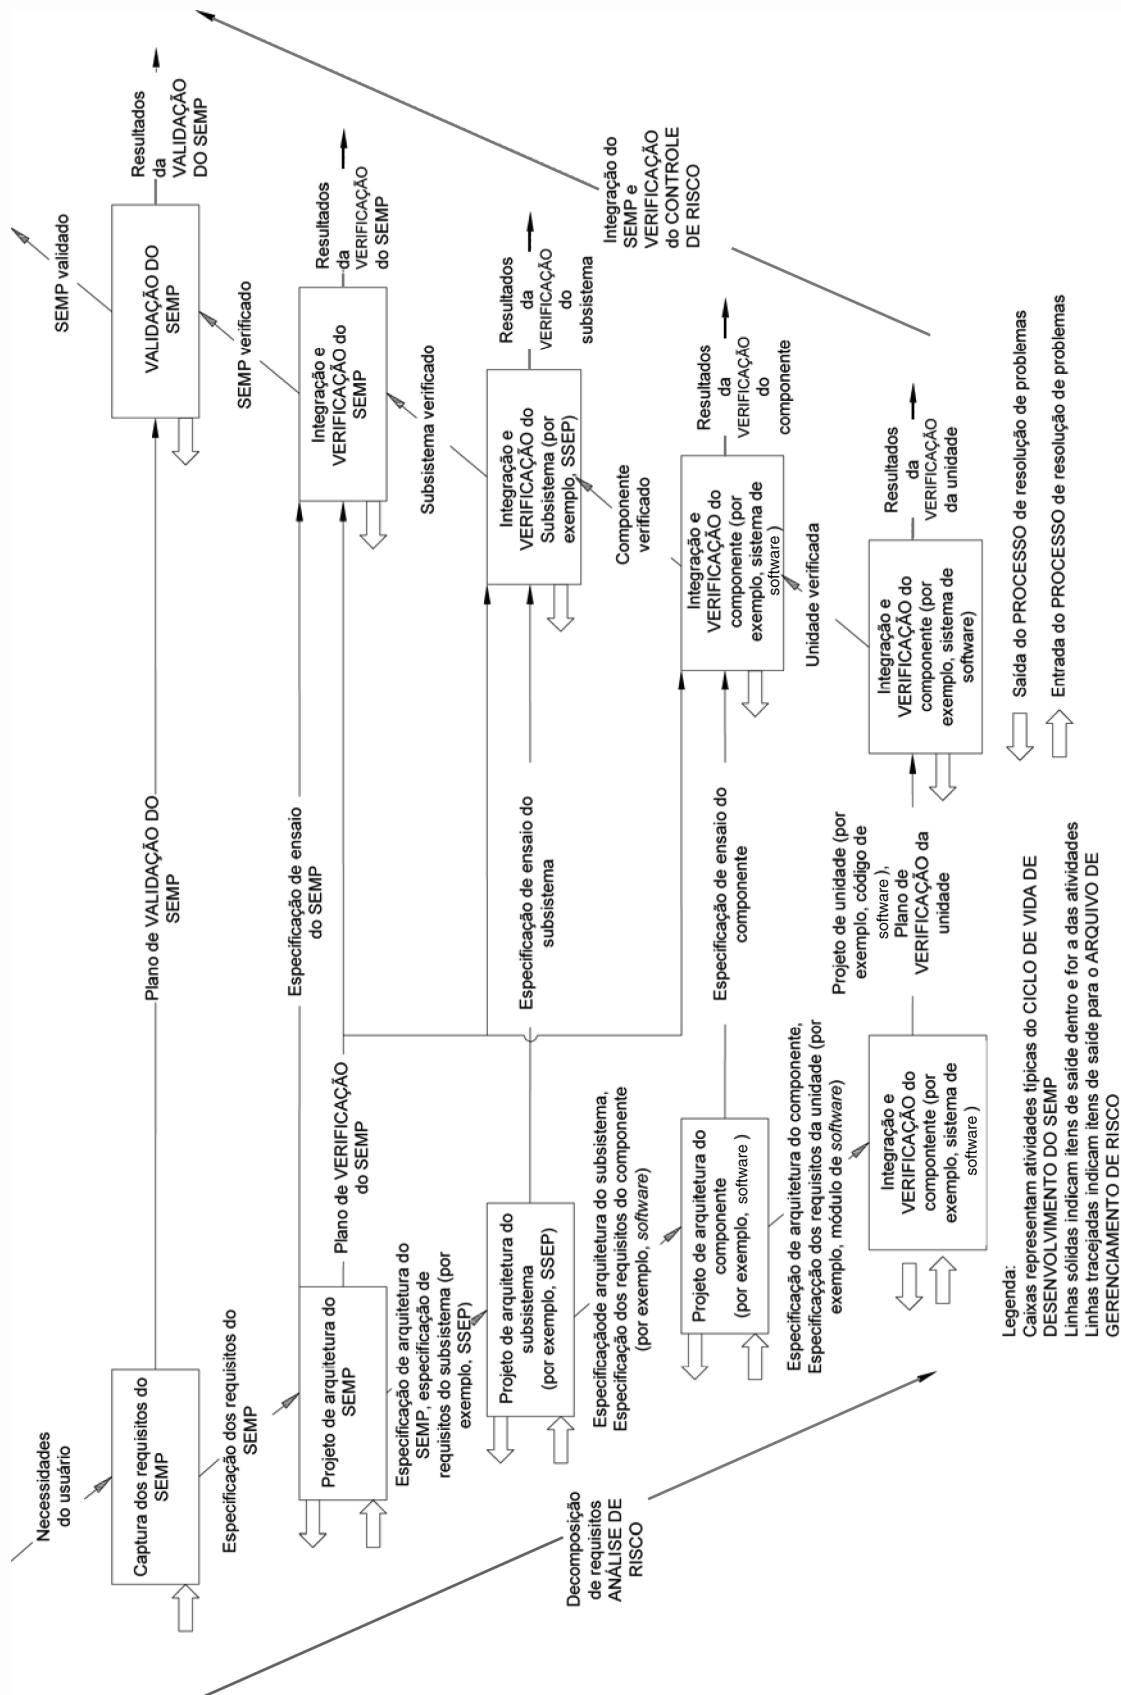 Necessidades
do usuário
Captura dos requisitos do
SEMP
Especificação dos requisitos do
SEMP
Projeto de arquitetura do
SEMP
Especificação de arquitetura do
SEMP, especificação de
requisitos do subsistema (por
exemplo, SSEP)
Projeto de arquitetura do
subsistema
(por exemplo, SSEP)
Especificaçãode arquitetura do subsistema,
Especificação dos requisitos do componente
(por exemplo, software)
Projeto de arquitetura do
componente
(por exemplo, software )
Especificação de arquitetura do componente,
Especificacção dos requisitos da unidade (por
exemplo, módulo de software)
Integração e
VERIFICAÇÃO do
compontente (por
exemplo, sistema de
software )
Decomposição
de requisitos
ANÁLISE DE
RISCO
Plano de VALIDAÇÃO DO
SEMP
Especificação de ensaio
do SEMP
Plano de VERIFICAÇÃO
do SEMP
Especificação de ensaio do
subsistema
Especificação de ensaio do
componente
Projeto de unidade (por
exemplo, código de
software ),
Plano de
VERIFICAÇÃO da
unidade
SEMP validado
VALIDAÇÃO DO
SEMP
Resultados
da
VALIDAÇÃO
DO SEMP
SEMP verificado
Integração e
VERIFICAÇÃO do
SEMP
Resultados
da
VERIFICAÇÃO
do SEMP
Subsistema verificado
Integração e
VERIFICAÇÃO do
Subsistema (por
exemplo, SSEP)
Resultados
da
VERIFICAÇÃO
do
subsistema
Componente
verificado
Integração e
VERIFICAÇÃO do
componente (por
exemplo, sistema de
software )
Resultados
da
VERIFICAÇÃO
do
componente
Unidade verificada
Integração e
VERIFICAÇÃO do
componente (por
exemplo, sistema de
software)
Resultados
da
VERIFICAÇÃO
da unidade
Integração do
SEMP e
VERIFICAÇÃO
do CONTROLE
DE RISCO
Legenda:
Caixas representam atividades típicas do CICLO DE VIDA DE
DESENVOLVIMENTO DO SEMP
Linhas sólidas indicam itens de saída dentro e for a das atividades
Linhas tracejadas indicam itens de saíde para o ARQUIVO DE
GERENCIAMENTO DE RISCO
Saída do PROCESSO de resolução de problemas
Entrada do PROCESSO de resolução de problemas